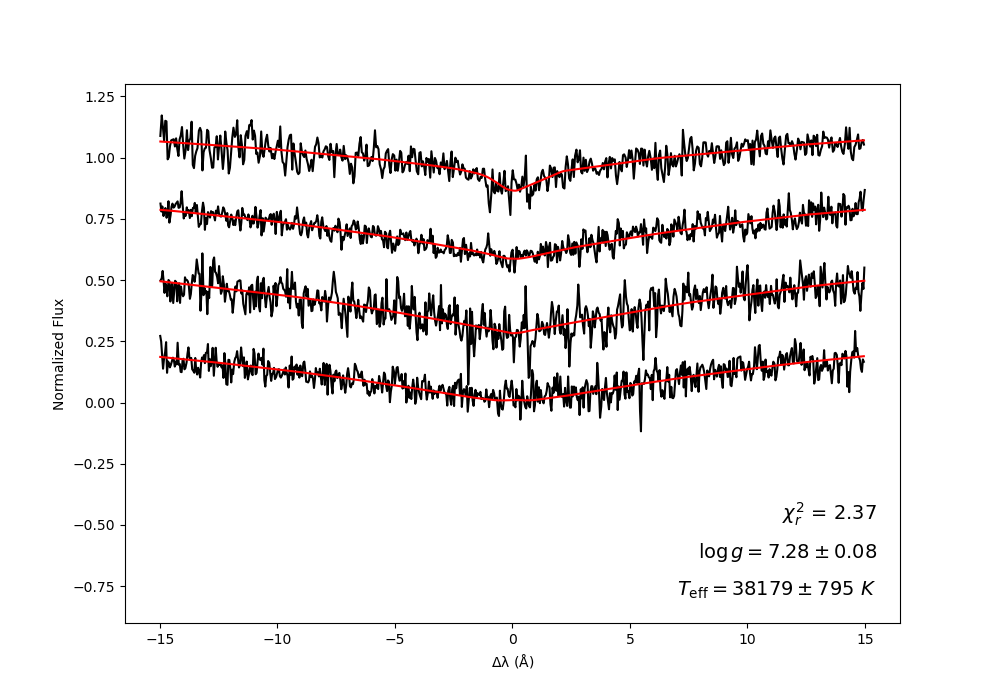 1.25
1.00
0.75
0.50
0.25
0.00
−0.25
−0.50
−0.75
Normalized Flux
χ²ᵣ = 2.37
log g = 7.28 ± 0.08
T_eff = 38179 ± 795 K
−15 −10 −5 0 5 10 15
Δλ (Å)